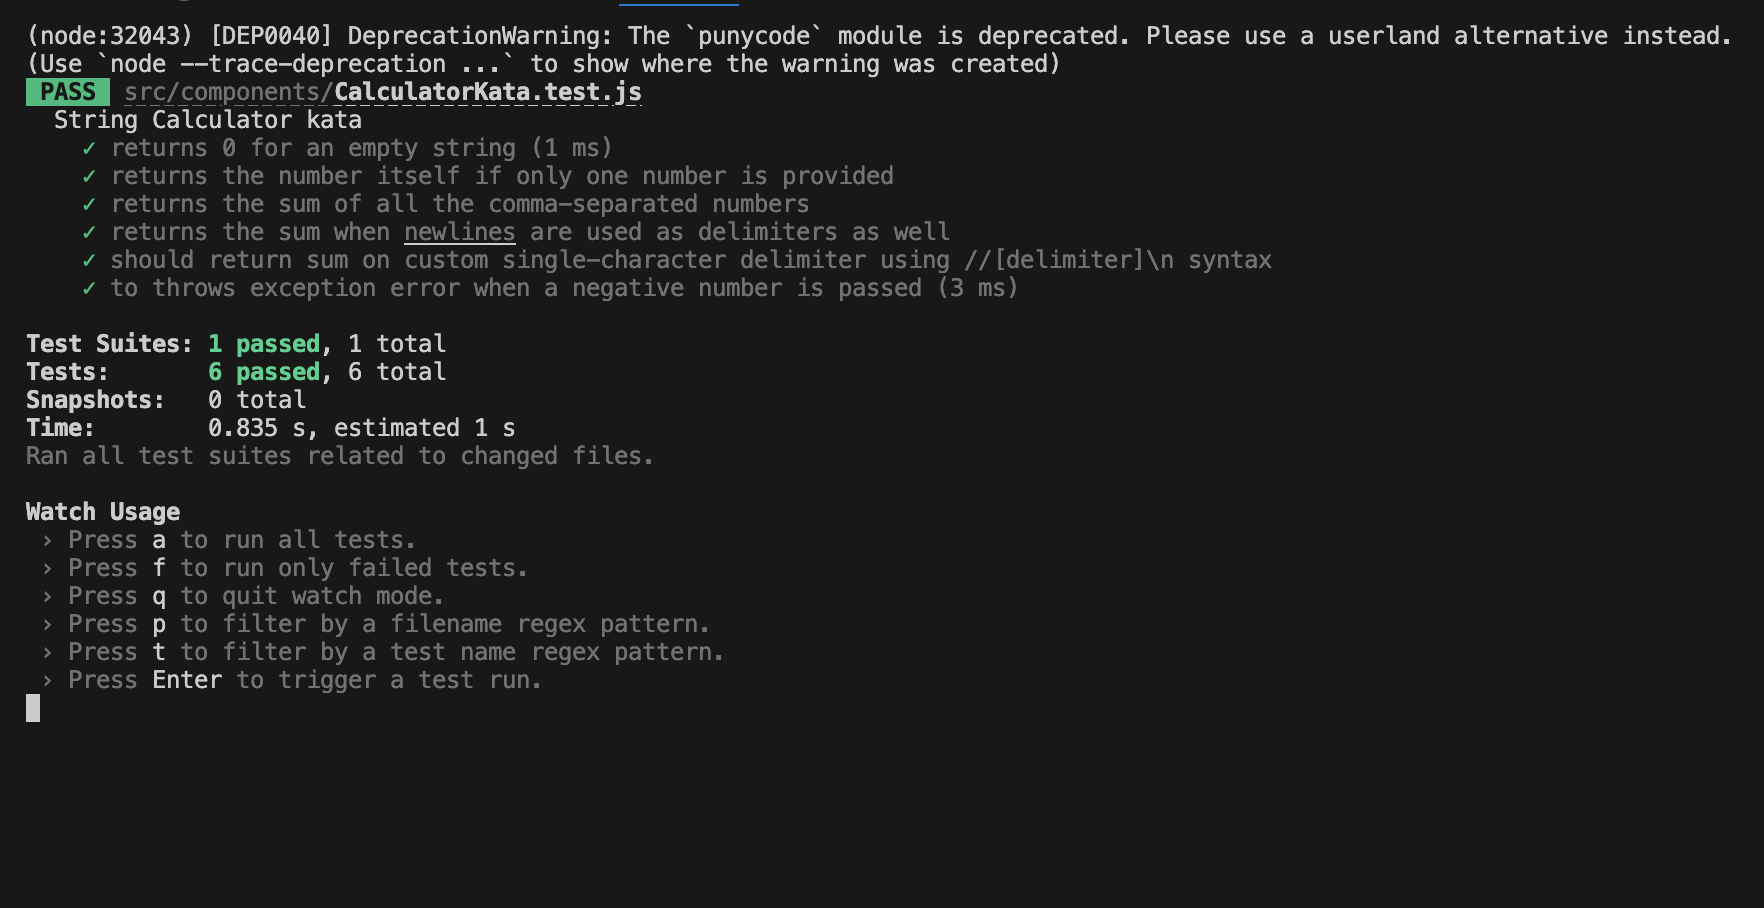 (node:32043) [DEP0040] DeprecationWarning: The `punycode` module is deprecated. Please use a userland alternative instead.
(Use `node --trace-deprecation ...` to show where the warning was created)
PASS src/components/CalculatorKata.test.js
String Calculator kata
✓ returns 0 for an empty string (1 ms)
✓ returns the number itself if only one number is provided
✓ returns the sum of all the comma-separated numbers
✓ returns the sum when newlines are used as delimiters as well
✓ should return sum on custom single-character delimiter using //[delimiter]\n syntax
✓ to throws exception error when a negative number is passed (3 ms)
Test Suites: 1 passed, 1 total
Tests: 6 passed, 6 total
Snapshots: 0 total
Time: 0.835 s, estimated 1 s
Ran all test suites related to changed files.
Watch Usage
› Press a to run all tests.
› Press f to run only failed tests.
› Press q to quit watch mode.
› Press p to filter by a filename regex pattern.
› Press t to filter by a test name regex pattern.
› Press Enter to trigger a test run.